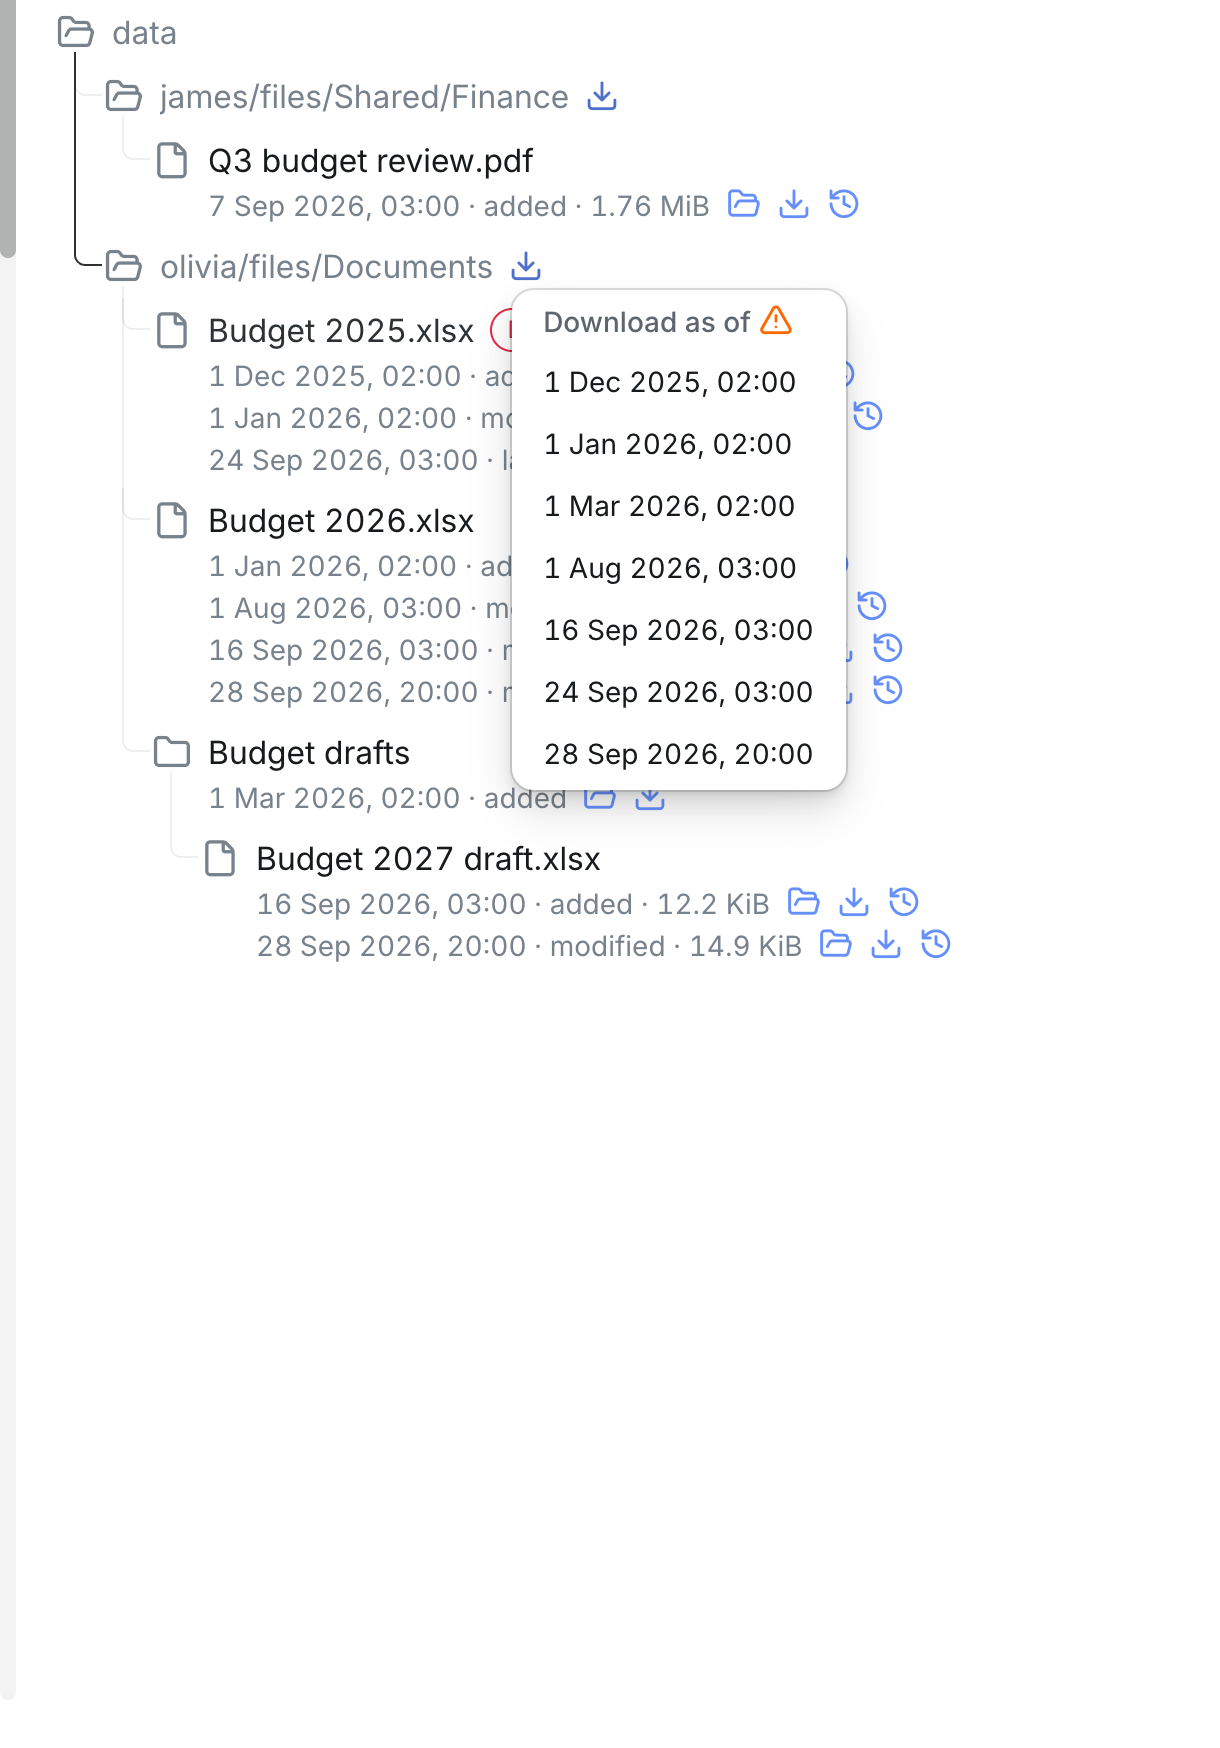 data
james/files/Shared/Finance
Q3 budget review.pdf
7 Sep 2026, 03:00 · added · 1.76 MiB
olivia/files/Documents
Budget 2025.xlsx
1 Dec 2025, 02:00 ·
1 Jan 2026, 02:00 ·
24 Sep 2026, 03:00 ·
Budget 2026.xlsx
1 Jan 2026, 02:00 ·
1 Aug 2026, 03:00 ·
16 Sep 2026, 03:00 ·
28 Sep 2026, 20:00 ·
Download as of
1 Dec 2025, 02:00
1 Jan 2026, 02:00
1 Mar 2026, 02:00
1 Aug 2026, 03:00
16 Sep 2026, 03:00
24 Sep 2026, 03:00
28 Sep 2026, 20:00
Budget drafts
1 Mar 2026, 02:00 · added
Budget 2027 draft.xlsx
16 Sep 2026, 03:00 · added · 12.2 KiB
28 Sep 2026, 20:00 · modified · 14.9 KiB